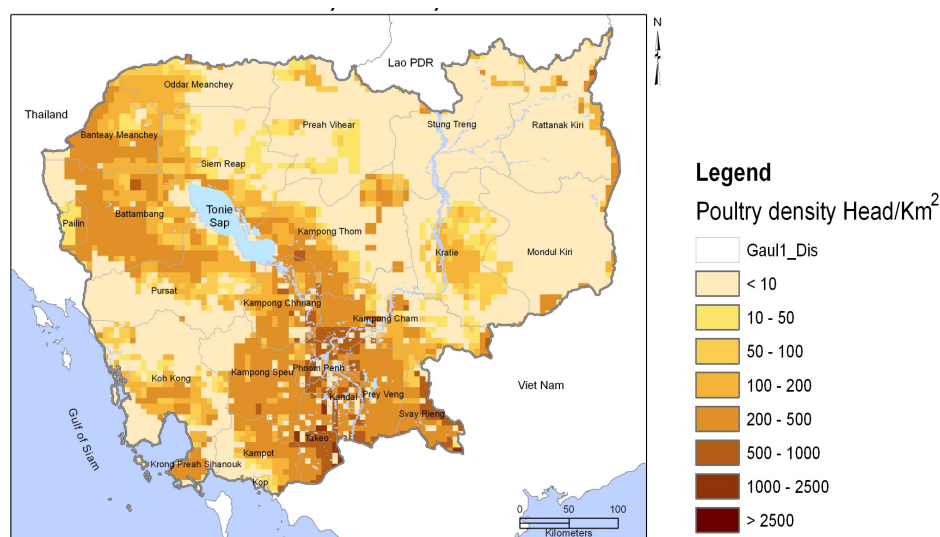 N
Lao PDR
Oddar Meanchey
Thailand
Banteay Meanchey
Preah Vihear
Stung Treng
Rattanak Kiri
Siem Reap
Battambang
Tonle
Sap
Pailin
Kampong Thom
Kratie
Mondul Kiri
Pursat
Kampong Chhnang
Kampong Cham
Koh Kong
Kampong Speu
Phnom Penh
Viet Nam
Kandal
Prey Veng
Svay Rieng
Gulf of Siam
Takeo
Kampot
Krong Preah Sihanouk
Kop
0 50 100
Kilometers
Legend
Poultry density Head/Km²
Gaul1_Dis
< 10
10 - 50
50 - 100
100 - 200
200 - 500
500 - 1000
1000 - 2500
> 2500